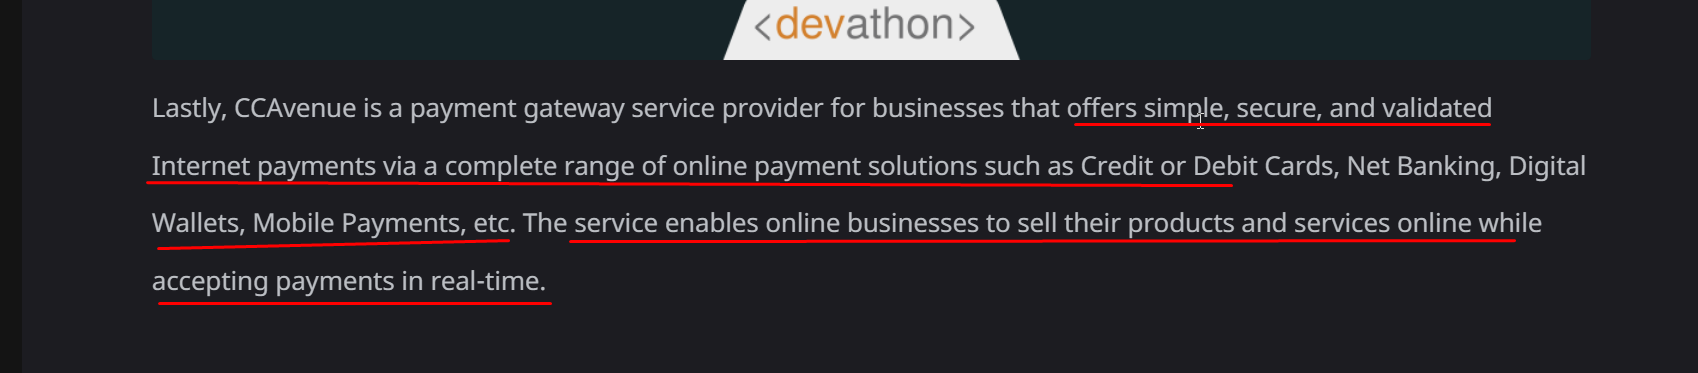 <devathon>
Lastly, CCAvenue is a payment gateway service provider for businesses that offers simple, secure, and validated
Internet payments via a complete range of online payment solutions such as Credit or Debit Cards, Net Banking, Digital
Wallets, Mobile Payments, etc. The service enables online businesses to sell their products and services online while
accepting payments in real-time.